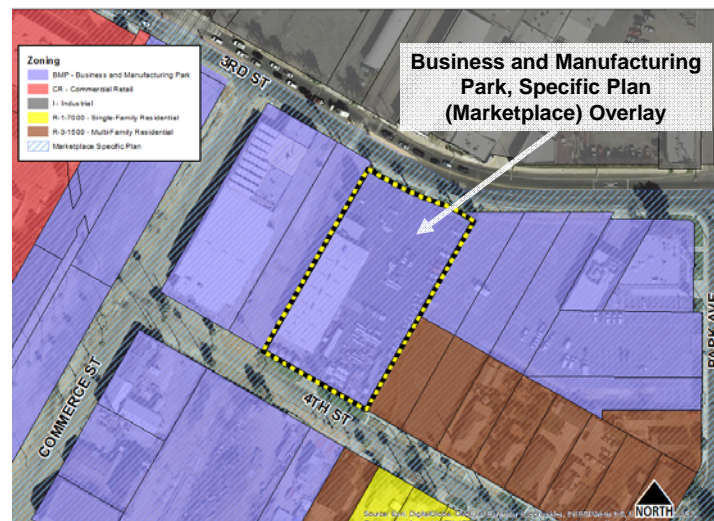 Zoning
BMP - Business and Manufacturing Park
CR - Commercial Retail
I - Industrial
R-1-7000 - Single-Family Residential
R-3-1500 - Multi-Family Residential
Marketplace Specific Plan
3RD ST
Business and Manufacturing
Park, Specific Plan
(Marketplace) Overlay
PARK AVE
COMMERCE ST
4TH ST
NORTH